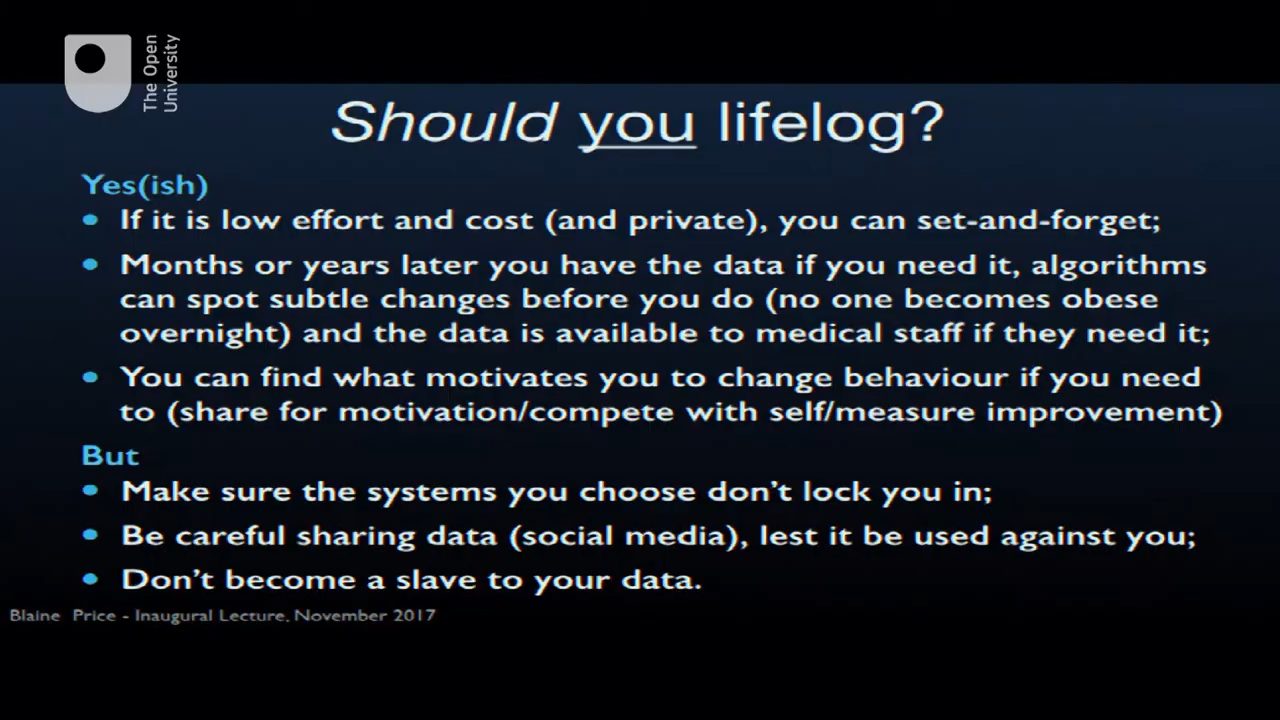 The Open
University
Should you lifelog?
Yes(ish)
• If it is low effort and cost (and private), you can set-and-forget;
• Months or years later you have the data if you need it, algorithms
can spot subtle changes before you do (no one becomes obese
overnight) and the data is available to medical staff if they need it;
• You can find what motivates you to change behaviour if you need
to (share for motivation/compete with self/measure improvement)
But
• Make sure the systems you choose don't lock you in;
• Be careful sharing data (social media), lest it be used against you;
• Don't become a slave to your data.
Blaine Price - Inaugural Lecture, November 2017